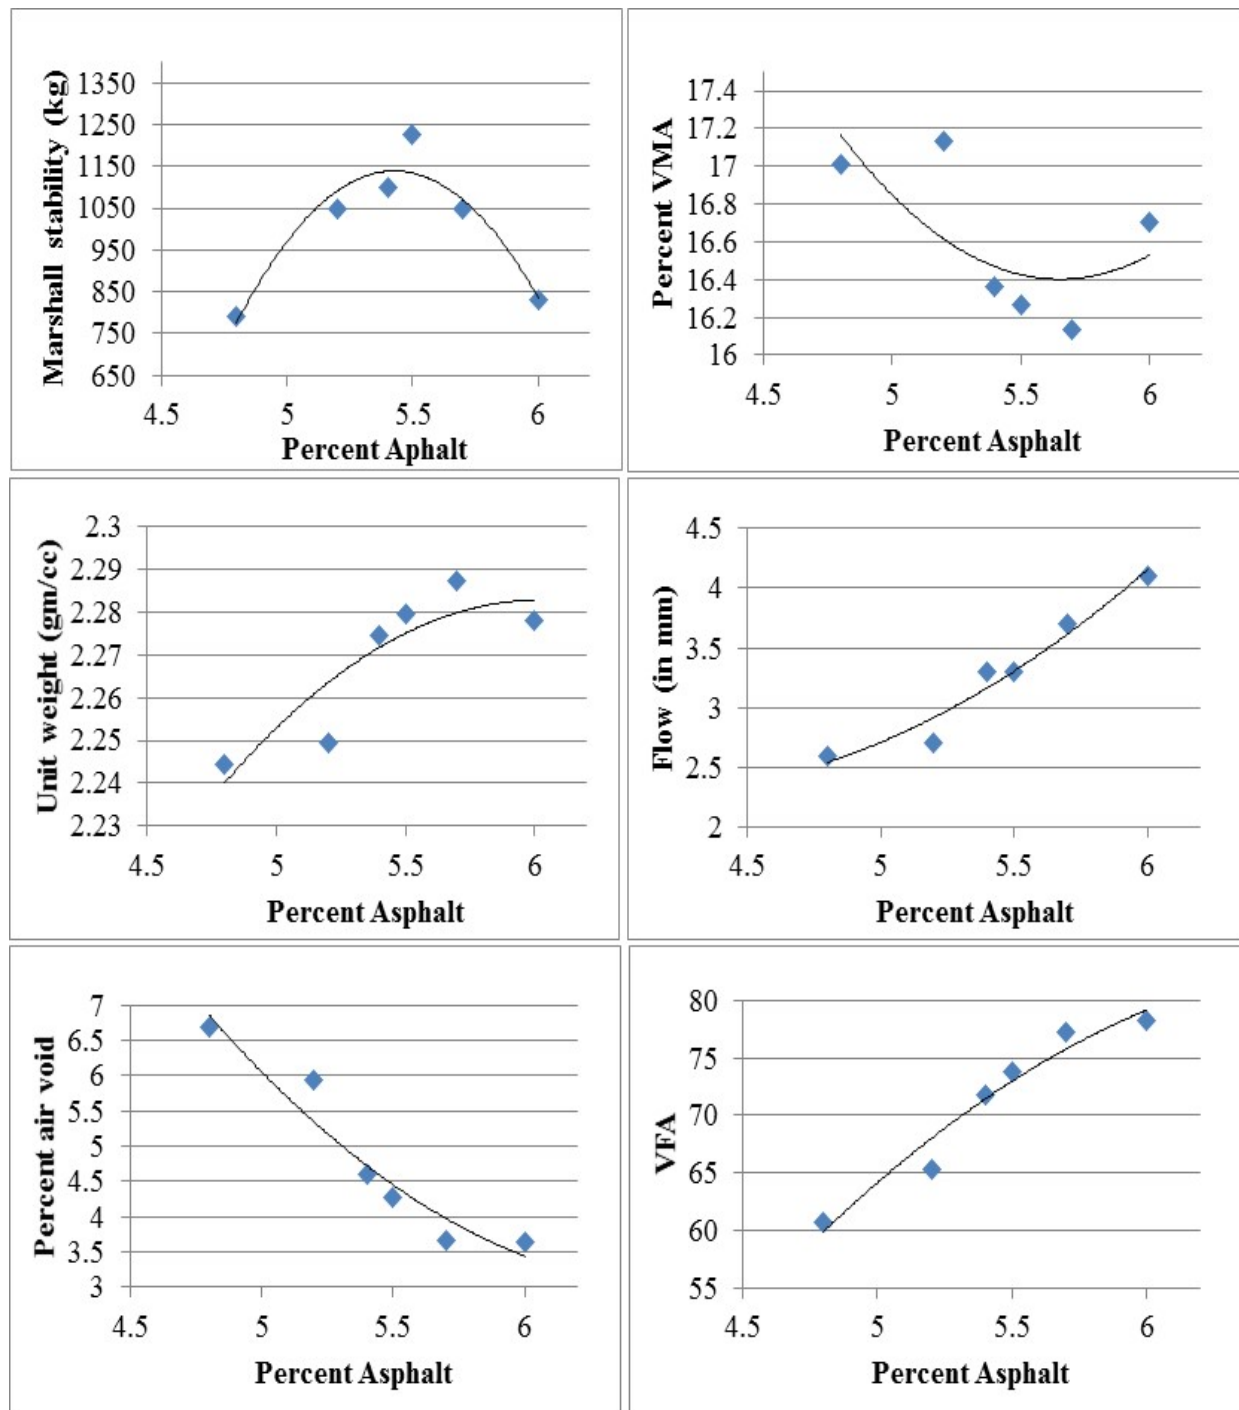 Marshall stability (kg)
1350
1250
1150
1050
950
850
750
650
4.5 5 5.5 6
Percent Aphalt
Percent VMA
17.4
17.2
17
16.8
16.6
16.4
16.2
16
4.5 5 5.5 6
Percent Asphalt
Unit weight (gm/cc)
2.3
2.29
2.28
2.27
2.26
2.25
2.24
2.23
4.5 5 5.5 6
Percent Asphalt
Flow (in mm)
4.5
4
3.5
3
2.5
2
4.5 5 5.5 6
Percent Asphalt
Percent air void
7
6.5
6
5.5
5
4.5
4
3.5
3
4.5 5 5.5 6
Percent Asphalt
VFA
80
75
70
65
60
55
4.5 5 5.5 6
Percent Asphalt